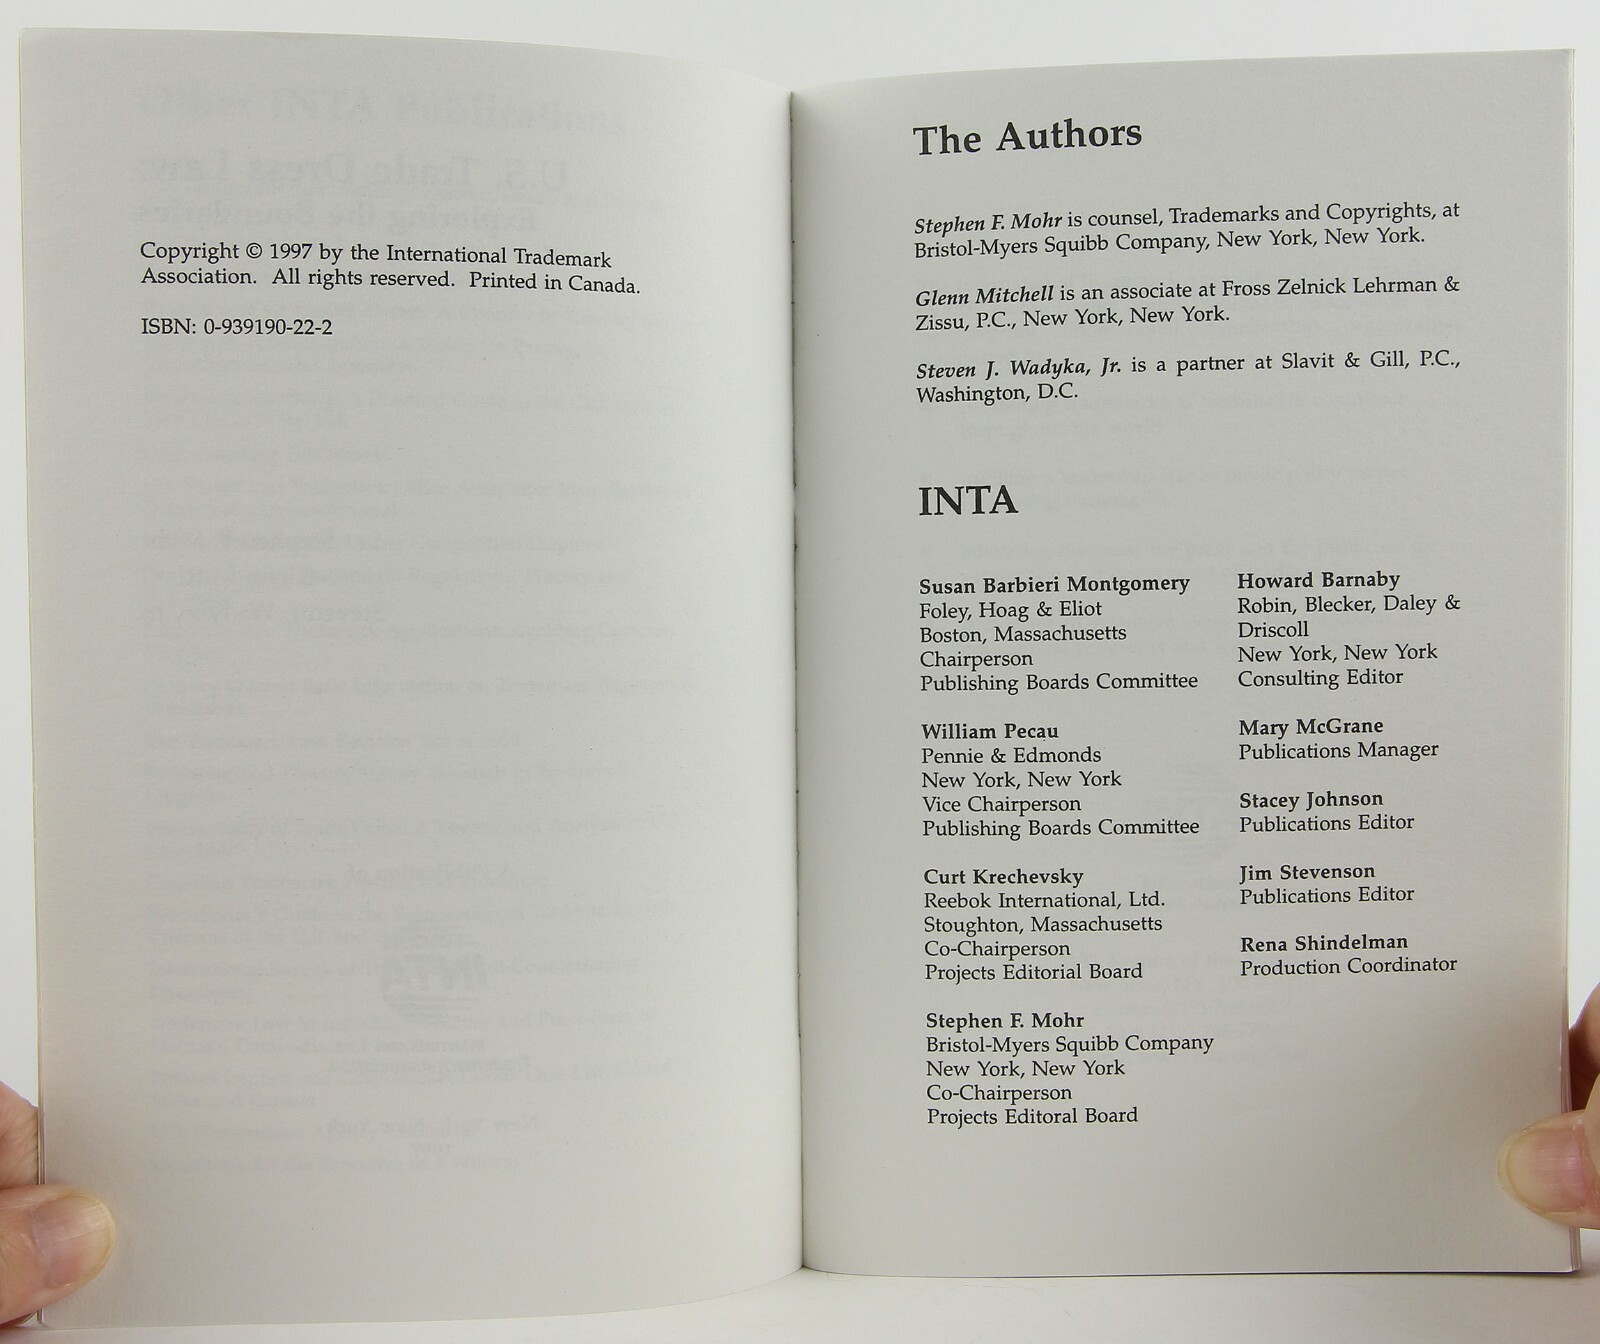 Copyright © 1997 by the International Trademark
Association. All rights reserved. Printed in Canada.
ISBN: 0-939190-22-2
The Authors
Stephen F. Mohr is counsel, Trademarks and Copyrights, at
Bristol-Myers Squibb Company, New York, New York.
Glenn Mitchell is an associate at Fross Zelnick Lehrman &
Zissu, P.C., New York, New York.
Steven J. Wadyka, Jr. is a partner at Slavit & Gill, P.C.,
Washington, D.C.
INTA
Susan Barbieri Montgomery
Foley, Hoag & Eliot
Boston, Massachusetts
Chairperson
Publishing Boards Committee
William Pecau
Pennie & Edmonds
New York, New York
Vice Chairperson
Publishing Boards Committee
Curt Krechevsky
Reebok International, Ltd.
Stoughton, Massachusetts
Co-Chairperson
Projects Editorial Board
Stephen F. Mohr
Bristol-Myers Squibb Company
New York, New York
Co-Chairperson
Projects Editoral Board
Howard Barnaby
Robin, Blecker, Daley &
Driscoll
New York, New York
Consulting Editor
Mary McGrane
Publications Manager
Stacey Johnson
Publications Editor
Jim Stevenson
Publications Editor
Rena Shindelman
Production Coordinator